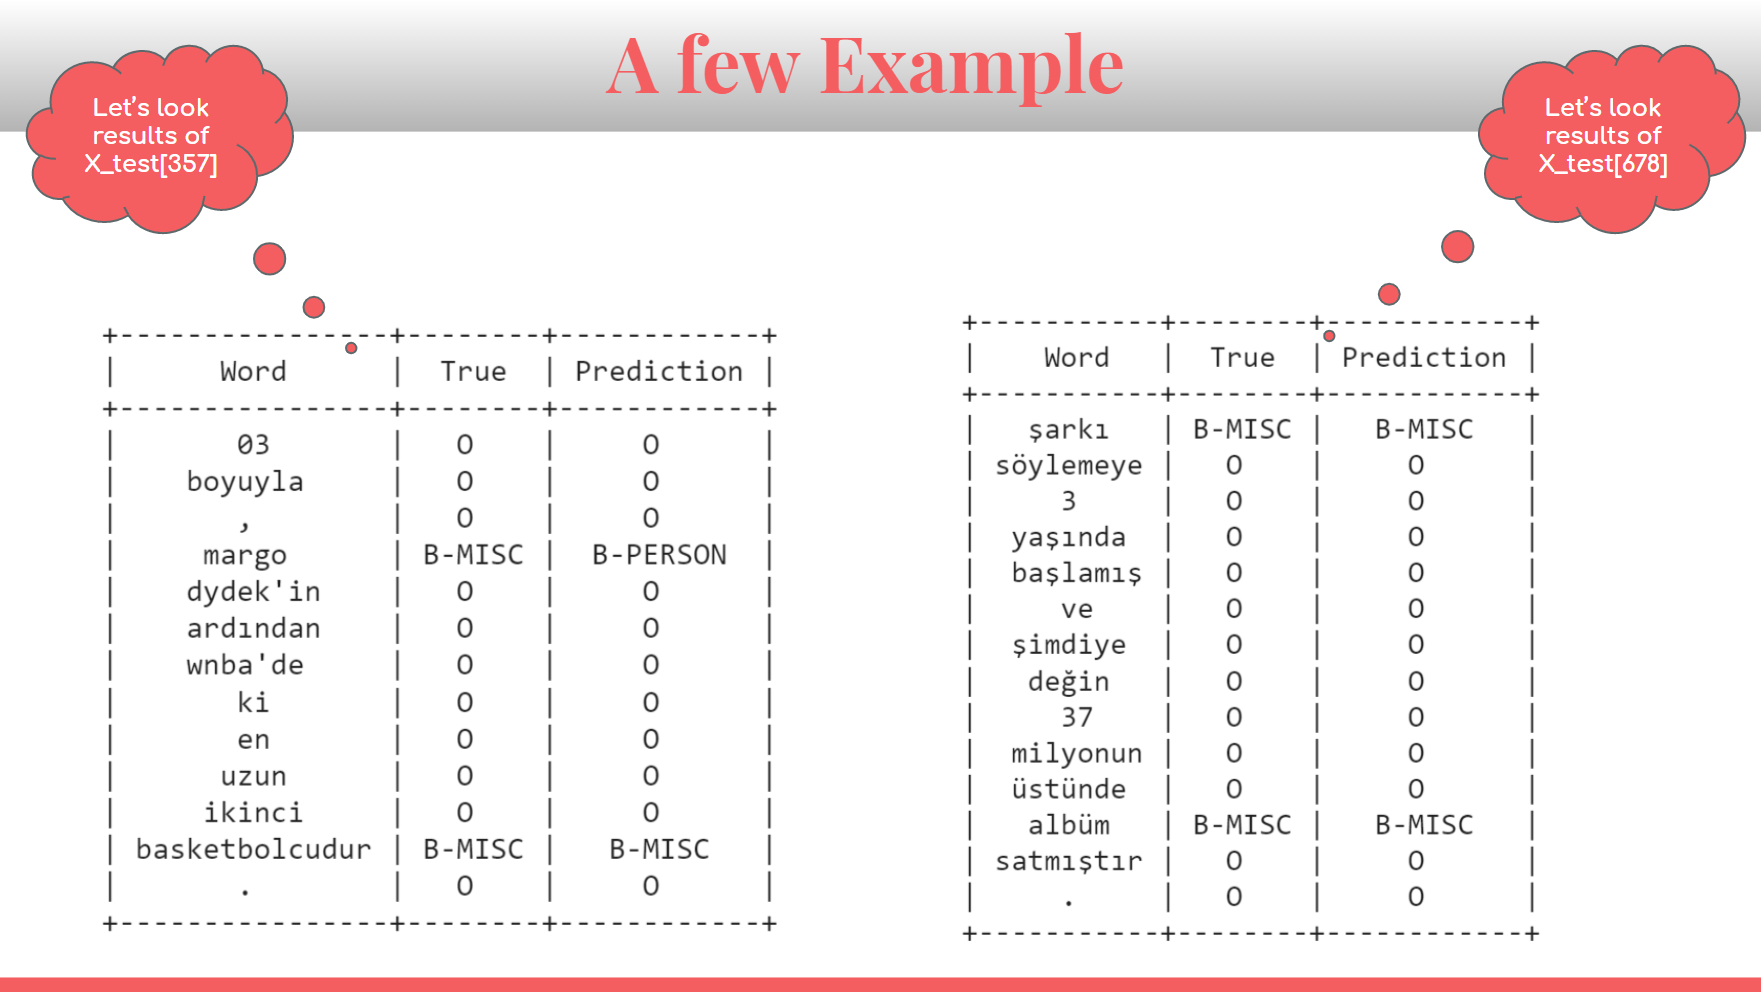 A few Example
Let's look
results of
X_test[357]
Let's look
results of
X_test[678]
Word | True | Prediction
03 | O | O
boyuyla | O | O
, | O | O
margo | B-MISC | B-PERSON
dydek'in | O | O
ardından | O | O
wnba'de | O | O
ki | O | O
en | O | O
uzun | O | O
ikinci | O | O
basketbolcudur | B-MISC | B-MISC
. | O | O
Word | True | Prediction
şarkı | B-MISC | B-MISC
söylemeye | O | O
3 | O | O
yaşında | O | O
başlamış | O | O
ve | O | O
şimdiye | O | O
değin | O | O
37 | O | O
milyonun | O | O
üstünde | O | O
albüm | B-MISC | B-MISC
satmıştır | O | O
. | O | O